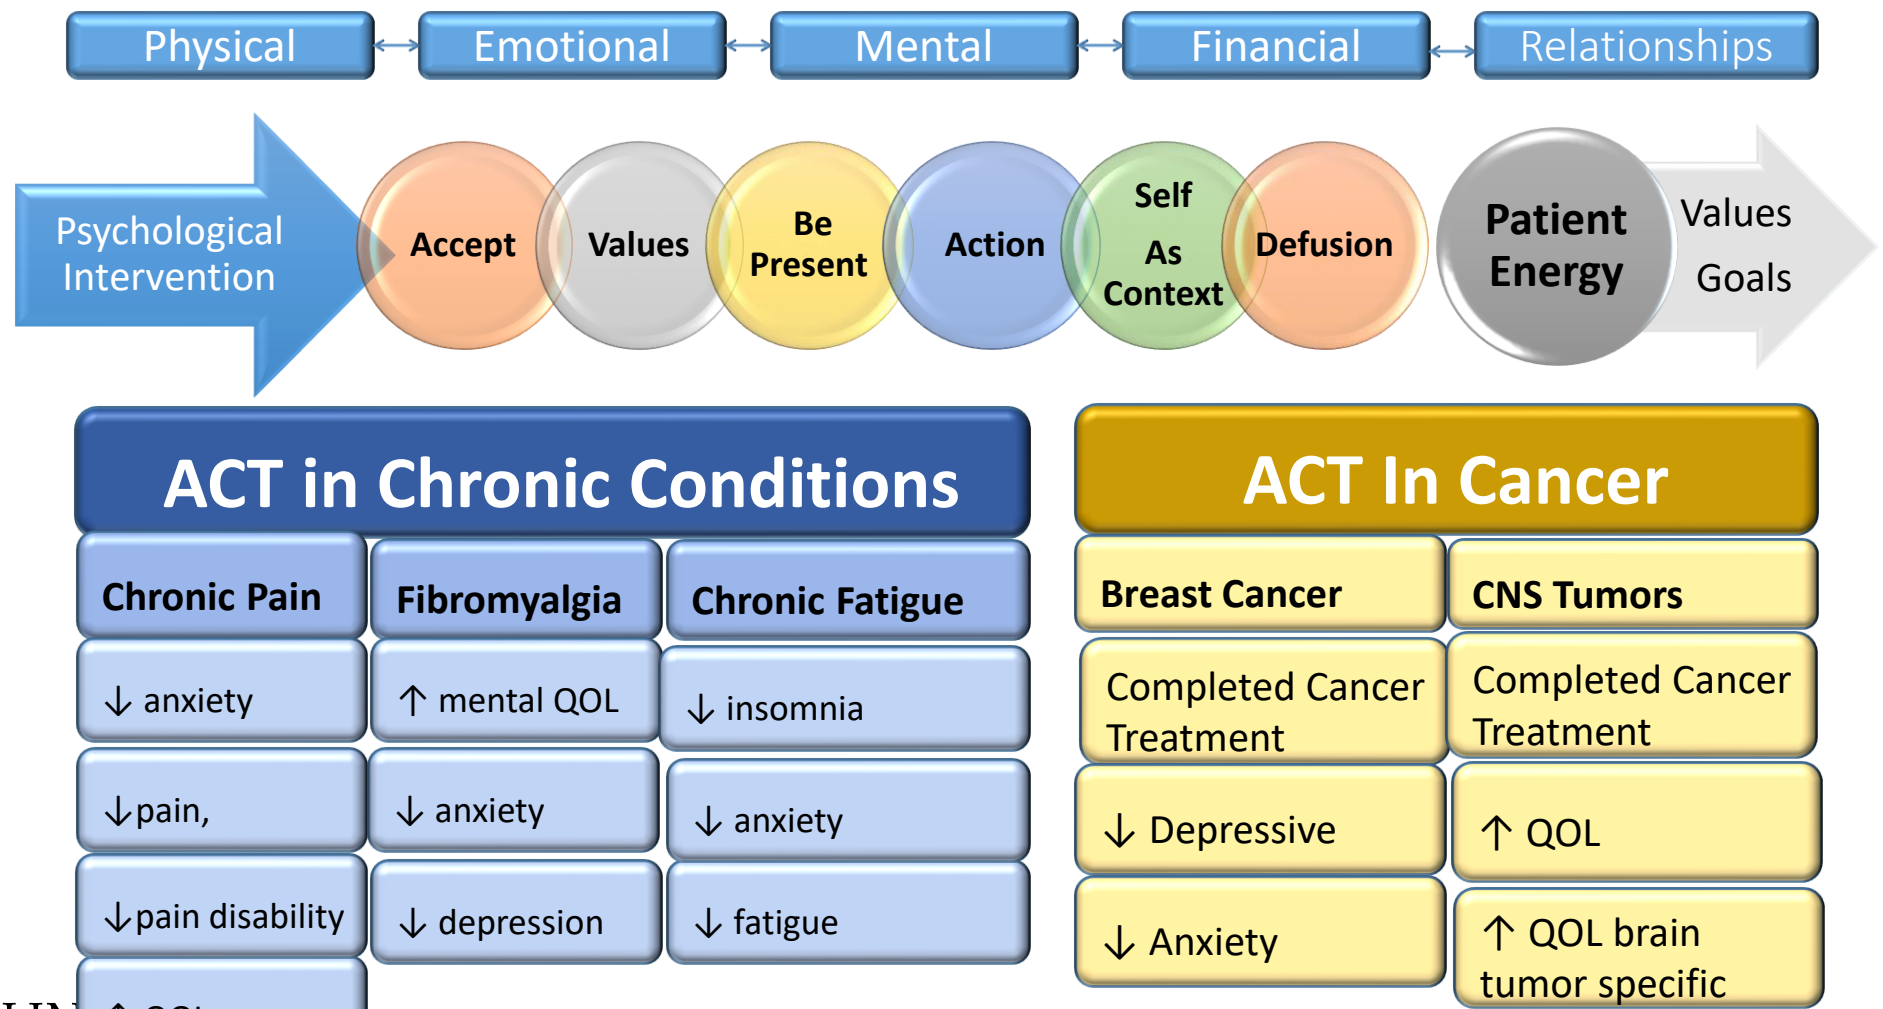 Physical
Emotional
Mental
Financial
Relationships
Psychological
Intervention
Accept
Values
Be
Present
Action
Self
As
Context
Defusion
Patient
Energy
Values
Goals
ACT in Chronic Conditions
Chronic Pain
Fibromyalgia
Chronic Fatigue
↓ anxiety
↑ mental QOL
↓ insomnia
↓pain,
↓ anxiety
↓ anxiety
↓pain disability
↓ depression
↓ fatigue
ACT In Cancer
Breast Cancer
CNS Tumors
Completed Cancer
Treatment
Completed Cancer
Treatment
↓ Depressive
↑ QOL
↓ Anxiety
↑ QOL brain
tumor specific